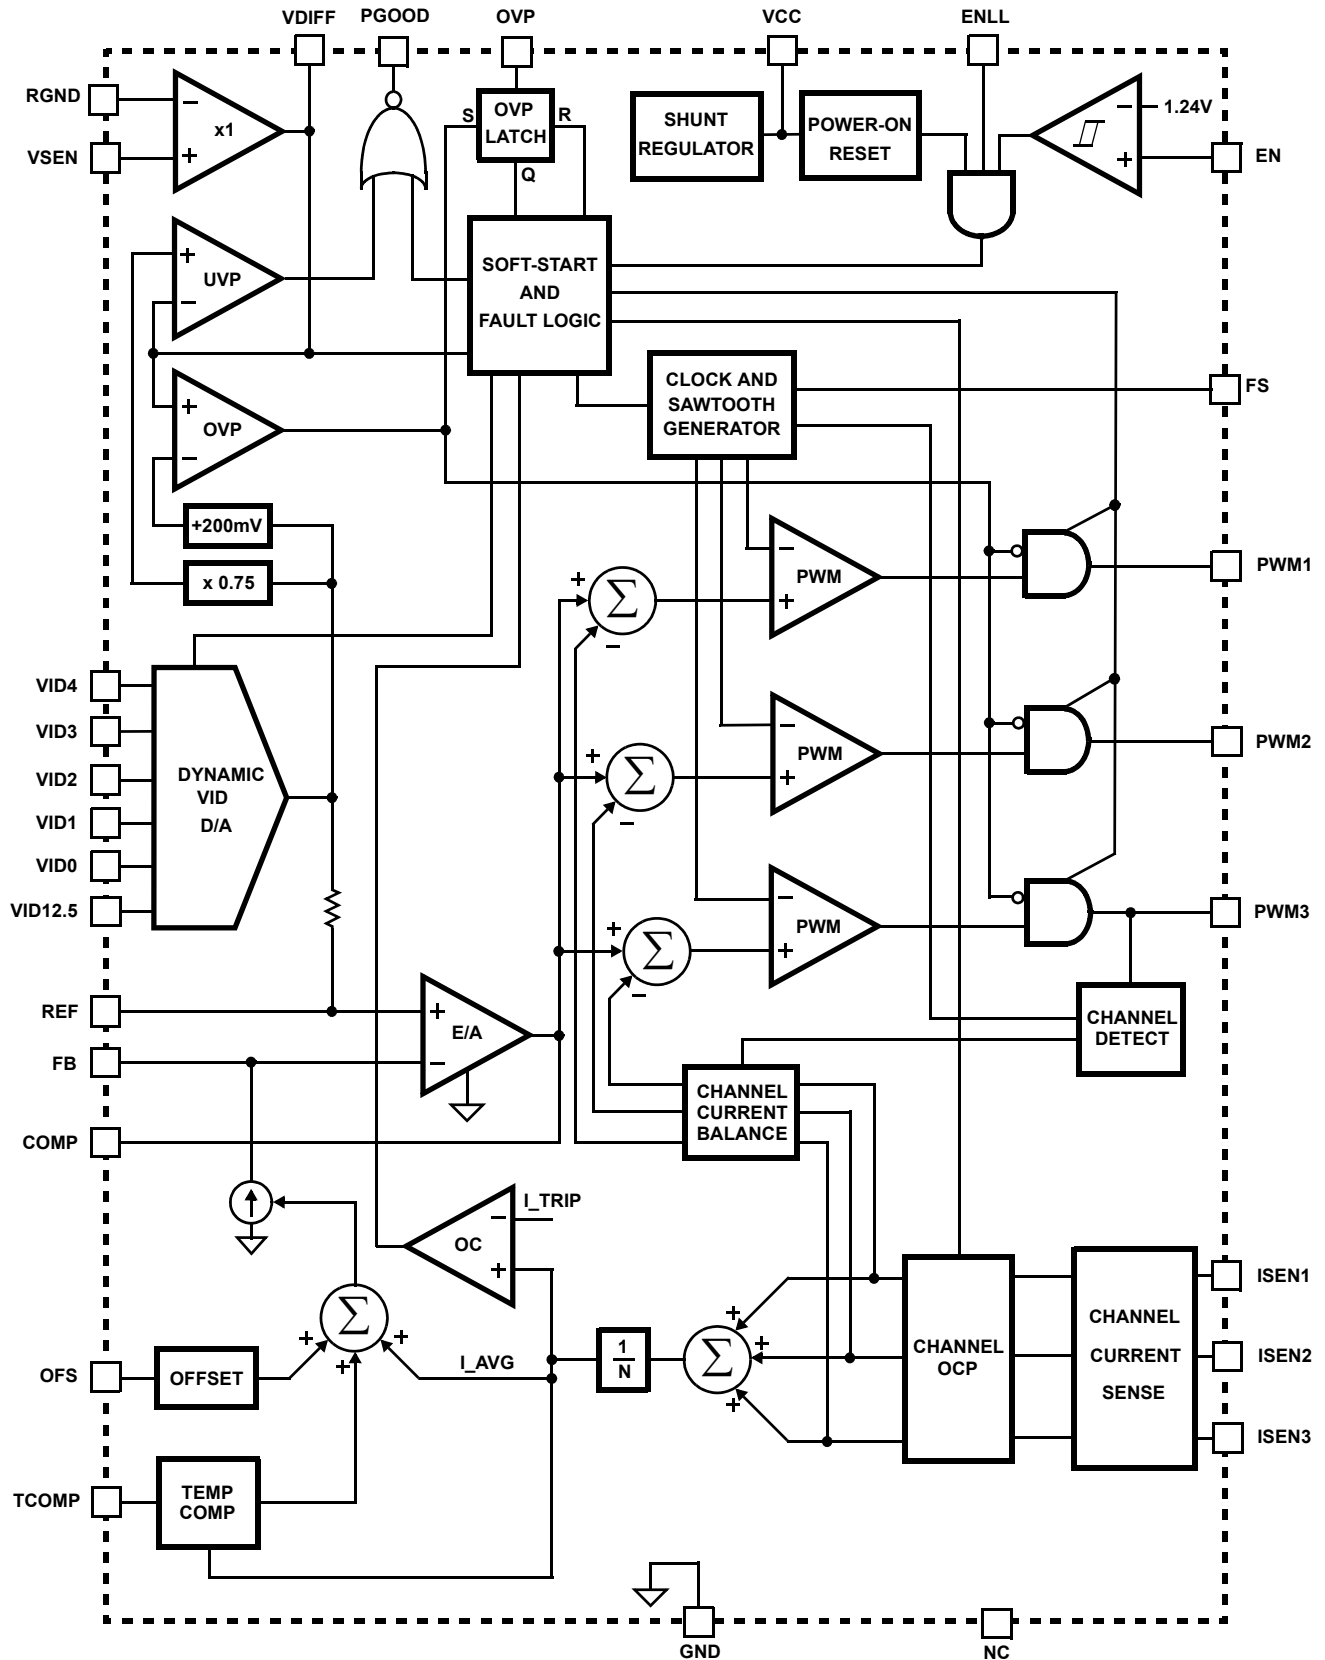 VDIFF
PGOOD
OVP
VCC
ENLL
RGND
−
x1
+
VSEN
S
OVP
LATCH
R
Q
SHUNT
REGULATOR
POWER-ON
RESET
− 1.24V
+
EN
+
UVP
−
SOFT-START
AND
FAULT LOGIC
+
OVP
−
CLOCK AND
SAWTOOTH
GENERATOR
FS
+200mV
x 0.75
+
Σ
−
−
PWM
+
PWM1
VID4
VID3
VID2
VID1
VID0
VID12.5
DYNAMIC
VID
D/A
+
Σ
−
−
PWM
+
PWM2
+
Σ
−
−
PWM
+
PWM3
REF
FB
COMP
+
E/A
−
CHANNEL
DETECT
CHANNEL
CURRENT
BALANCE
I_TRIP
−
OC
+
Σ
+
+
+
I_AVG
OFS
OFFSET
TCOMP
TEMP
COMP
1
N
Σ
+
+
+
CHANNEL
OCP
CHANNEL
CURRENT
SENSE
ISEN1
ISEN2
ISEN3
GND
NC